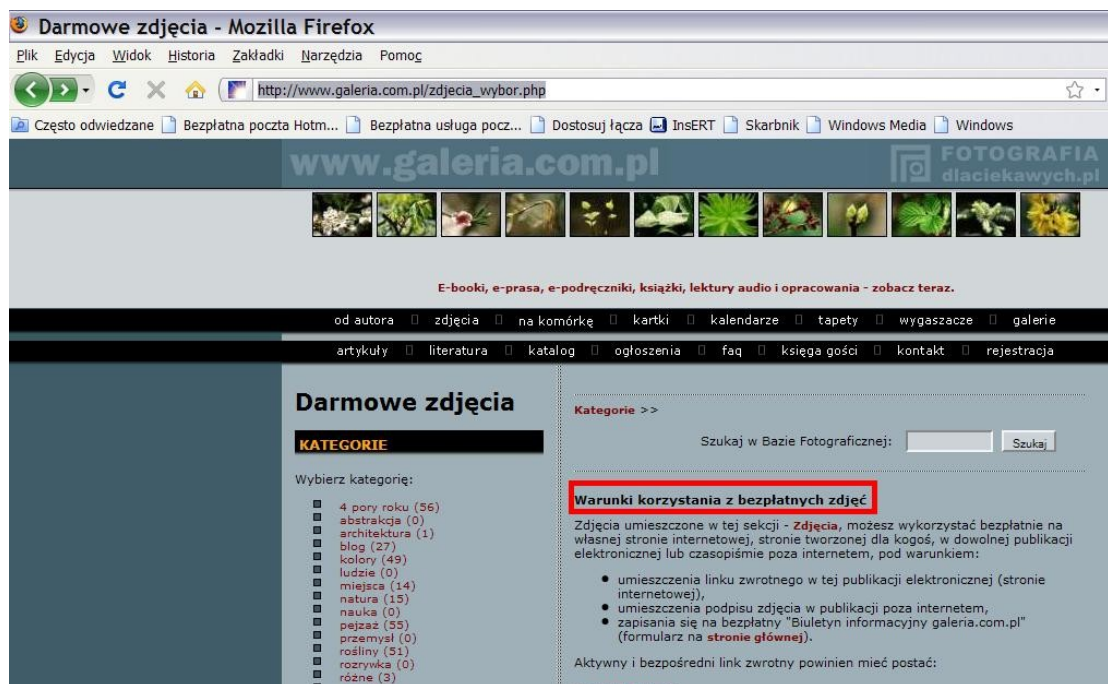 Darmowe zdjęcia - Mozilla Firefox
Plik Edycja Widok Historia Zakładki Narzędzia Pomoc
http://www.galeria.com.pl/zdjecia_wybor.php
Często odwiedzane Bezpłatna poczta Hotm... Bezpłatna usługa pocz... Dostosuj łącza InsERT Skarbnik Windows Media Windows
www.galeria.com.pl
FOTOGRAFIA
dlaciekawych.pl
E-booki, e-prasa, e-podręczniki, książki, lektury audio i opracowania - zobacz teraz.
od autora zdjęcia na komórkę kartki kalendarze tapety wygaszacze galerie
artykuły literatura katalog ogłoszenia faq księga gości kontakt rejestracja
Darmowe zdjęcia
KATEGORIE
Wybierz kategorię:
4 pory roku (56)
abstrakcja (0)
architektura (1)
blog (27)
kolory (49)
ludzie (0)
miejsca (14)
natura (15)
nauka (0)
pejzaż (55)
przemysł (0)
rośliny (51)
rozrywka (0)
różne (3)
Kategorie >>
Szukaj w Bazie Fotograficznej: Szukaj
Warunki korzystania z bezpłatnych zdjęć
Zdjęcia umieszczone w tej sekcji - Zdjęcia, możesz wykorzystać bezpłatnie na
własnej stronie internetowej, stronie tworzonej dla kogoś, w dowolnej publikacji
elektronicznej lub czasopiśmie poza internetem, pod warunkiem:
umieszczenia linku zwrotnego w tej publikacji elektronicznej (stronie
internetowej),
umieszczenia podpisu zdjęcia w publikacji poza internetem,
zapisania się na bezpłatny "Biuletyn informacyjny galeria.com.pl"
(formularz na stronie głównej).
Aktywny i bezpośredni link zwrotny powinien mieć postać: